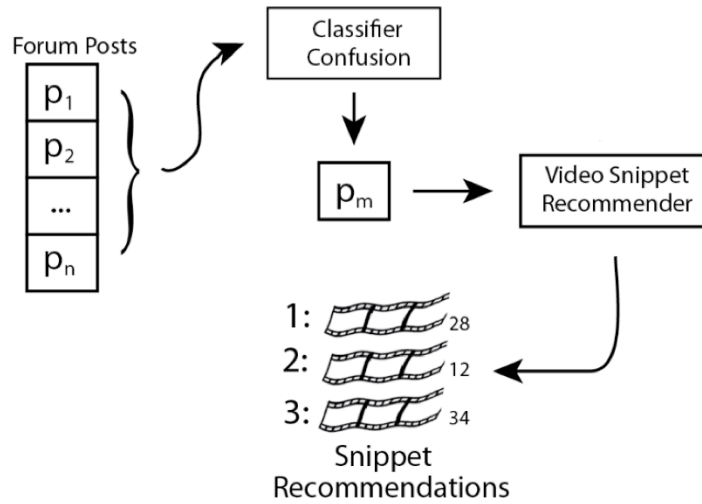 Forum Posts
p1
p2
...
pn
Classifier
Confusion
pm
Video Snippet
Recommender
1: 28
2: 12
3: 34
Snippet
Recommendations